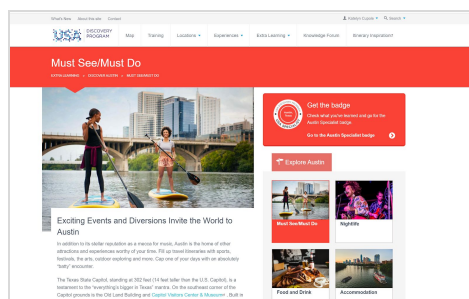 What's New About this site Contact
Search
USA DISCOVERY PROGRAM
Map Training Locations Experiences Extra Learning Knowledge Forum Itinerary Inspiration!
Must See/Must Do
EXTRA LEARNING DISCOVER AUSTIN MUST SEE/MUST DO
Get the badge
Check what you've learned and go for the
Austin Specialist badge.
Go to the Austin Specialist badge
Explore Austin
Must See/Must Do
Nightlife
Food and Drink
Accommodation
Exciting Events and Diversions Invite the World to
Austin
In addition to its stellar reputation as a mecca for music, Austin is the home of other
attractions and experiences worthy of your time. Fill up travel itineraries with sports,
festivals, the arts, outdoor exploring and more. Cap one of your days with an absolutely
"batty" encounter.
The Texas State Capitol, standing at 302 feet (14 feet taller than the U.S. Capitol), is a
testament to the "everything's bigger in Texas" mantra. On the southeast corner of the
Capitol grounds is the Old Land Building and Capitol Visitors Center & Museum. Built in